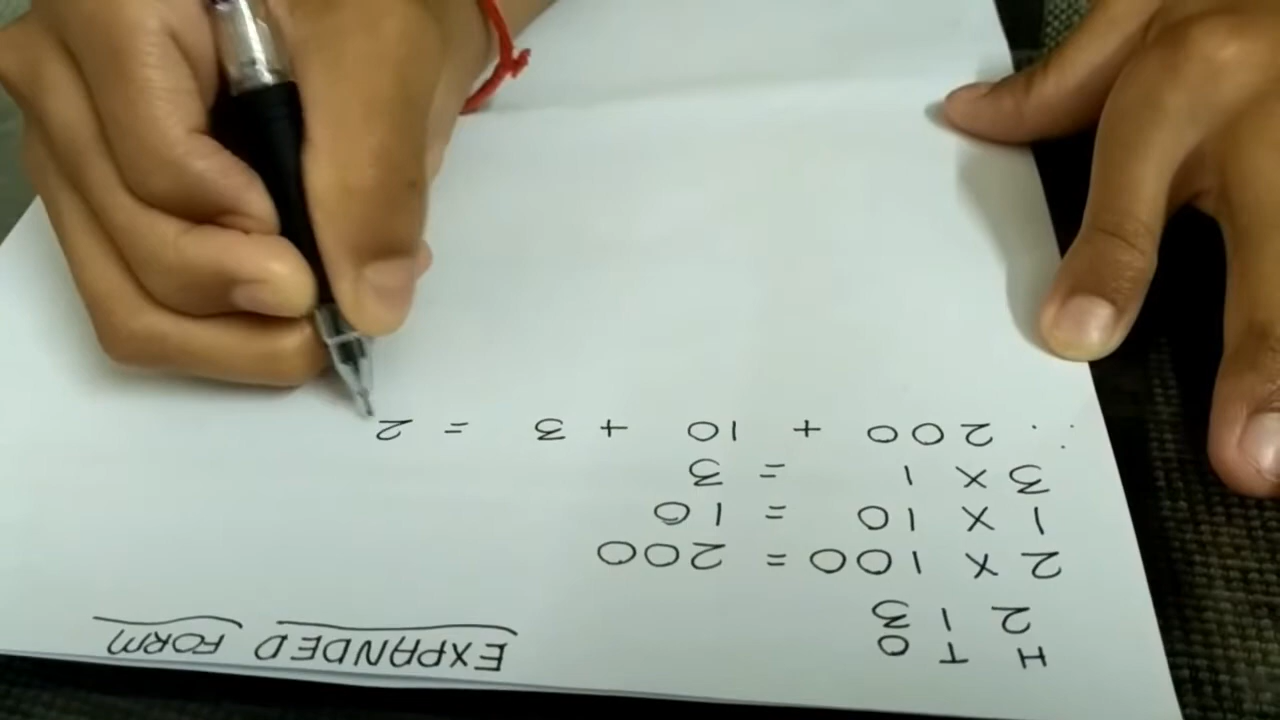 EXPANDED FORM
H T O
2 1 3
2 X 100 = 200
1 X 10 = 10
3 X 1 = 3
∴ 200 + 10 + 3 = 2